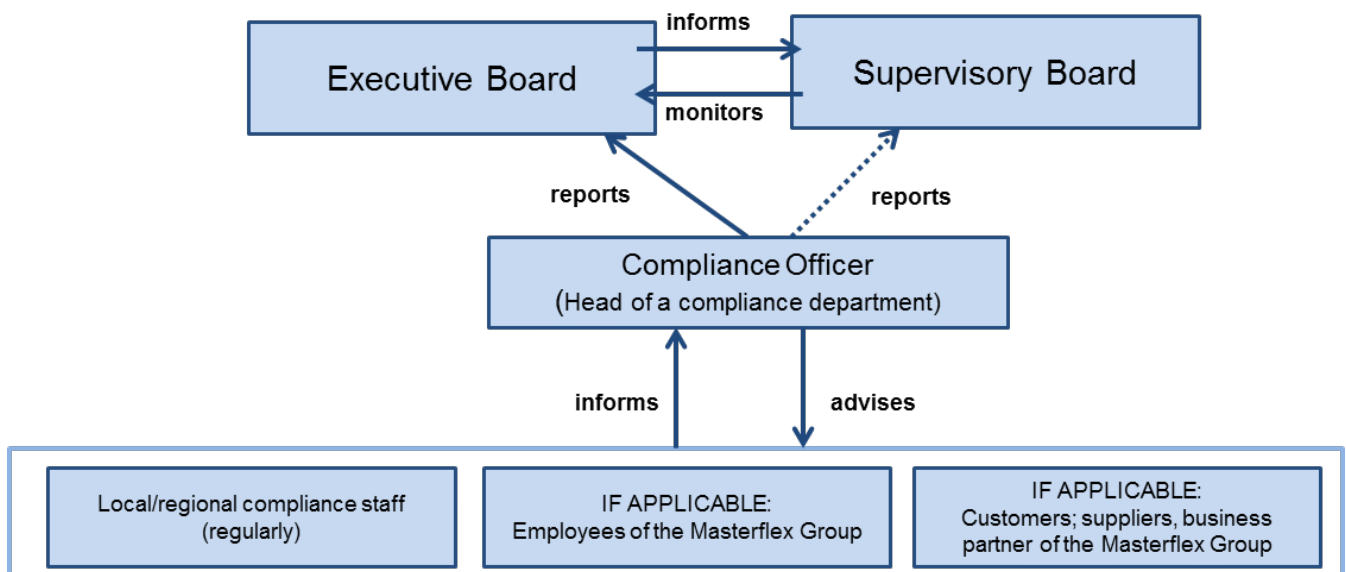 informs
Executive Board
Supervisory Board
monitors
reports
reports
Compliance Officer
(Head of a compliance department)
informs
advises
Local/regional compliance staff
(regularly)
IF APPLICABLE:
Employees of the Masterflex Group
IF APPLICABLE:
Customers; suppliers, business
partner of the Masterflex Group